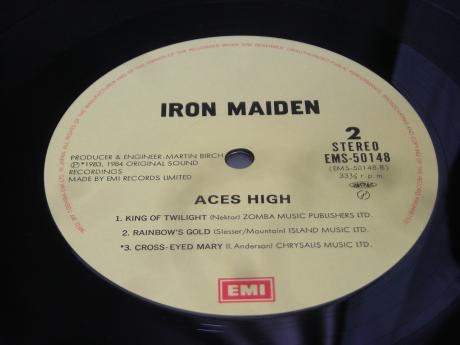 IRON MAIDEN
2
STEREO
EMS-50148
(EMS-50148-B)
33⅓ r.p.m.
PRODUCER & ENGINEER: MARTIN BIRCH
Ⓟ*1983, 1984 ORIGINAL SOUND
RECORDINGS
MADE BY EMI RECORDS LIMITED
ACES HIGH
1. KING OF TWILIGHT (Nektor) ZOMBA MUSIC PUBLISHERS LTD.
2. RAINBOW'S GOLD (Slesser/Mountain) ISLAND MUSIC LTD.
*3. CROSS-EYED MARY (I. Anderson) CHRYSALIS MUSIC LTD.
EMI